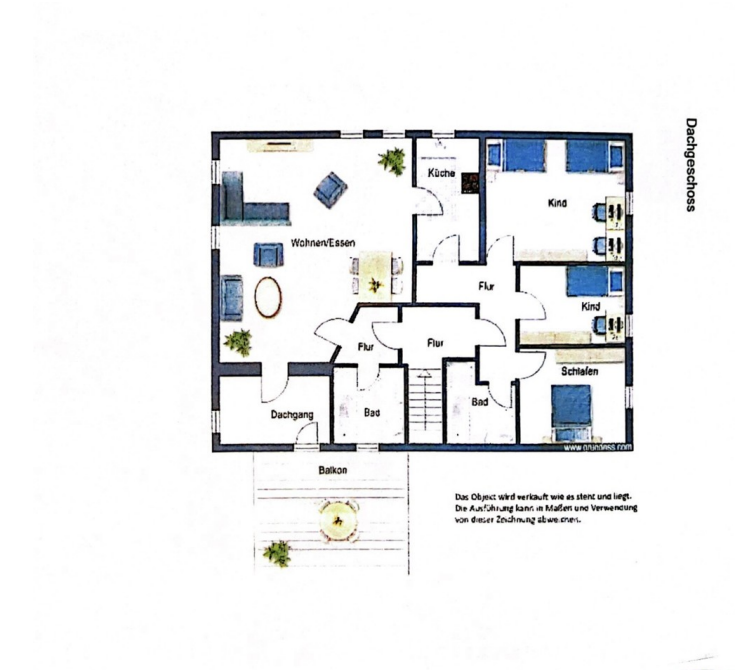 Dachgeschoss
Küche
Kind
Wohnen/Essen
Flur
Kind
Flur
Flur
Schlafen
Bad
Dachgang
Bad
www.grundass.com
Balkon
Das Objekt wird verkauft wie es steht und liegt.
Die Ausführung kann in Maßen und Verwendung
von dieser Zeichnung abweichen.